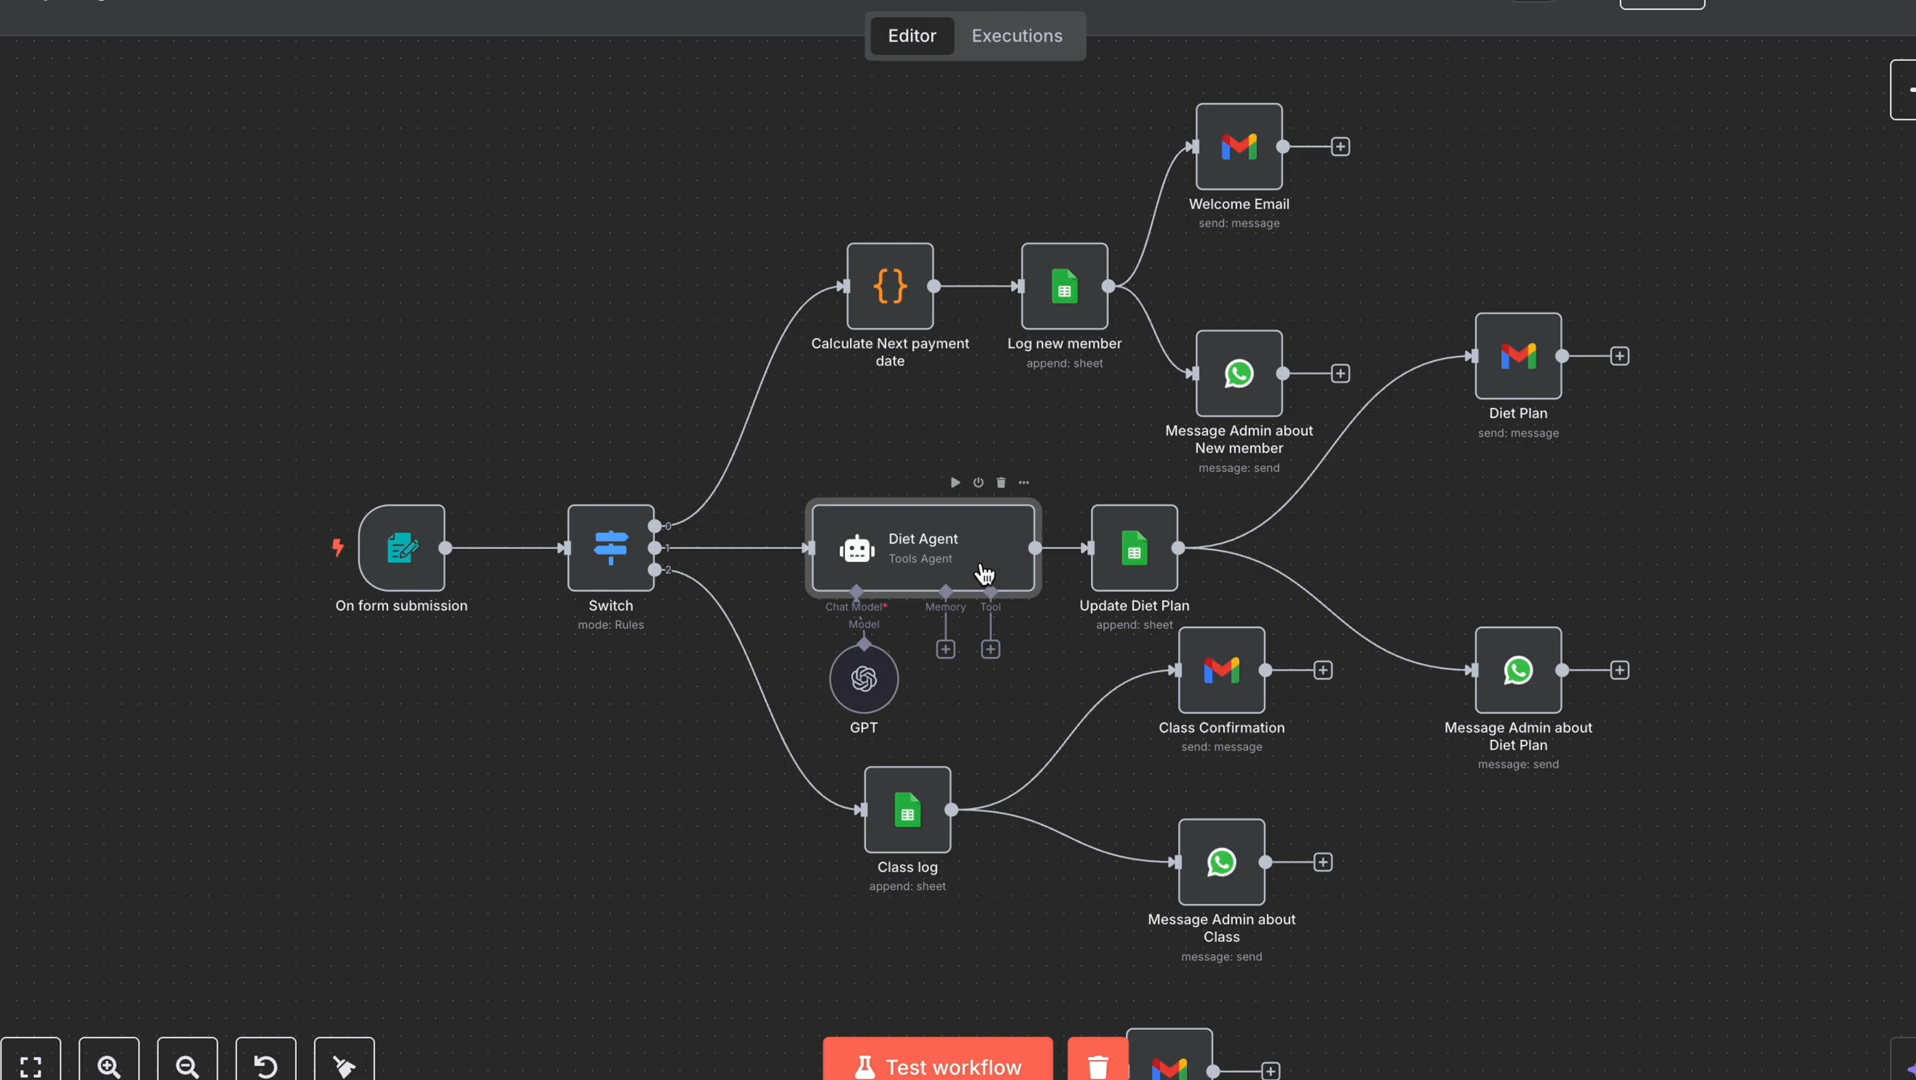 Editor
Executions
Welcome Email
send: message
Calculate Next payment
date
Log new member
append: sheet
Message Admin about
New member
message: send
Diet Plan
send: message
On form submission
Switch
mode: Rules
0
1
2
Diet Agent
Tools Agent
Chat Model*
Memory
Tool
Model
GPT
Update Diet Plan
append: sheet
Class Confirmation
send: message
Message Admin about
Diet Plan
message: send
Class log
append: sheet
Message Admin about
Class
message: send
Test workflow